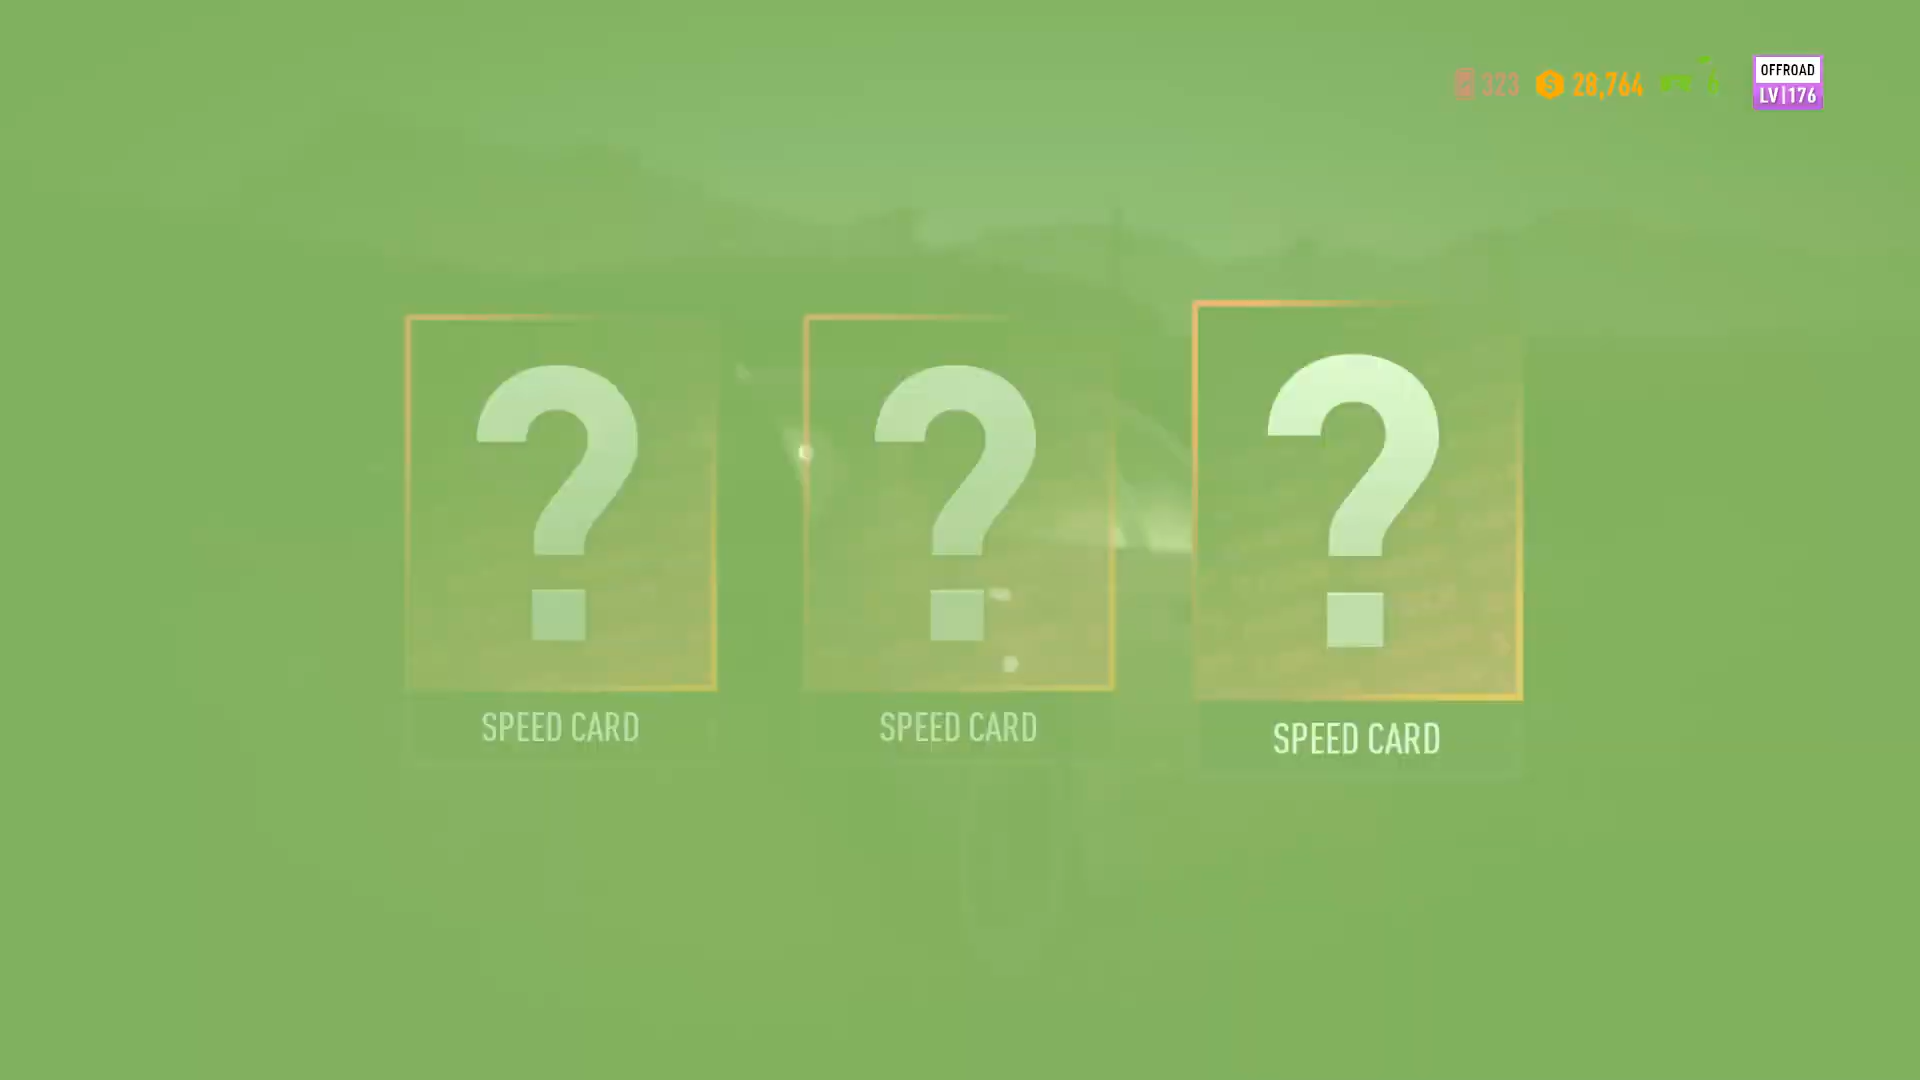 323 28,764
OFFROAD
LV|176
?
?
?
SPEED CARD
SPEED CARD
SPEED CARD